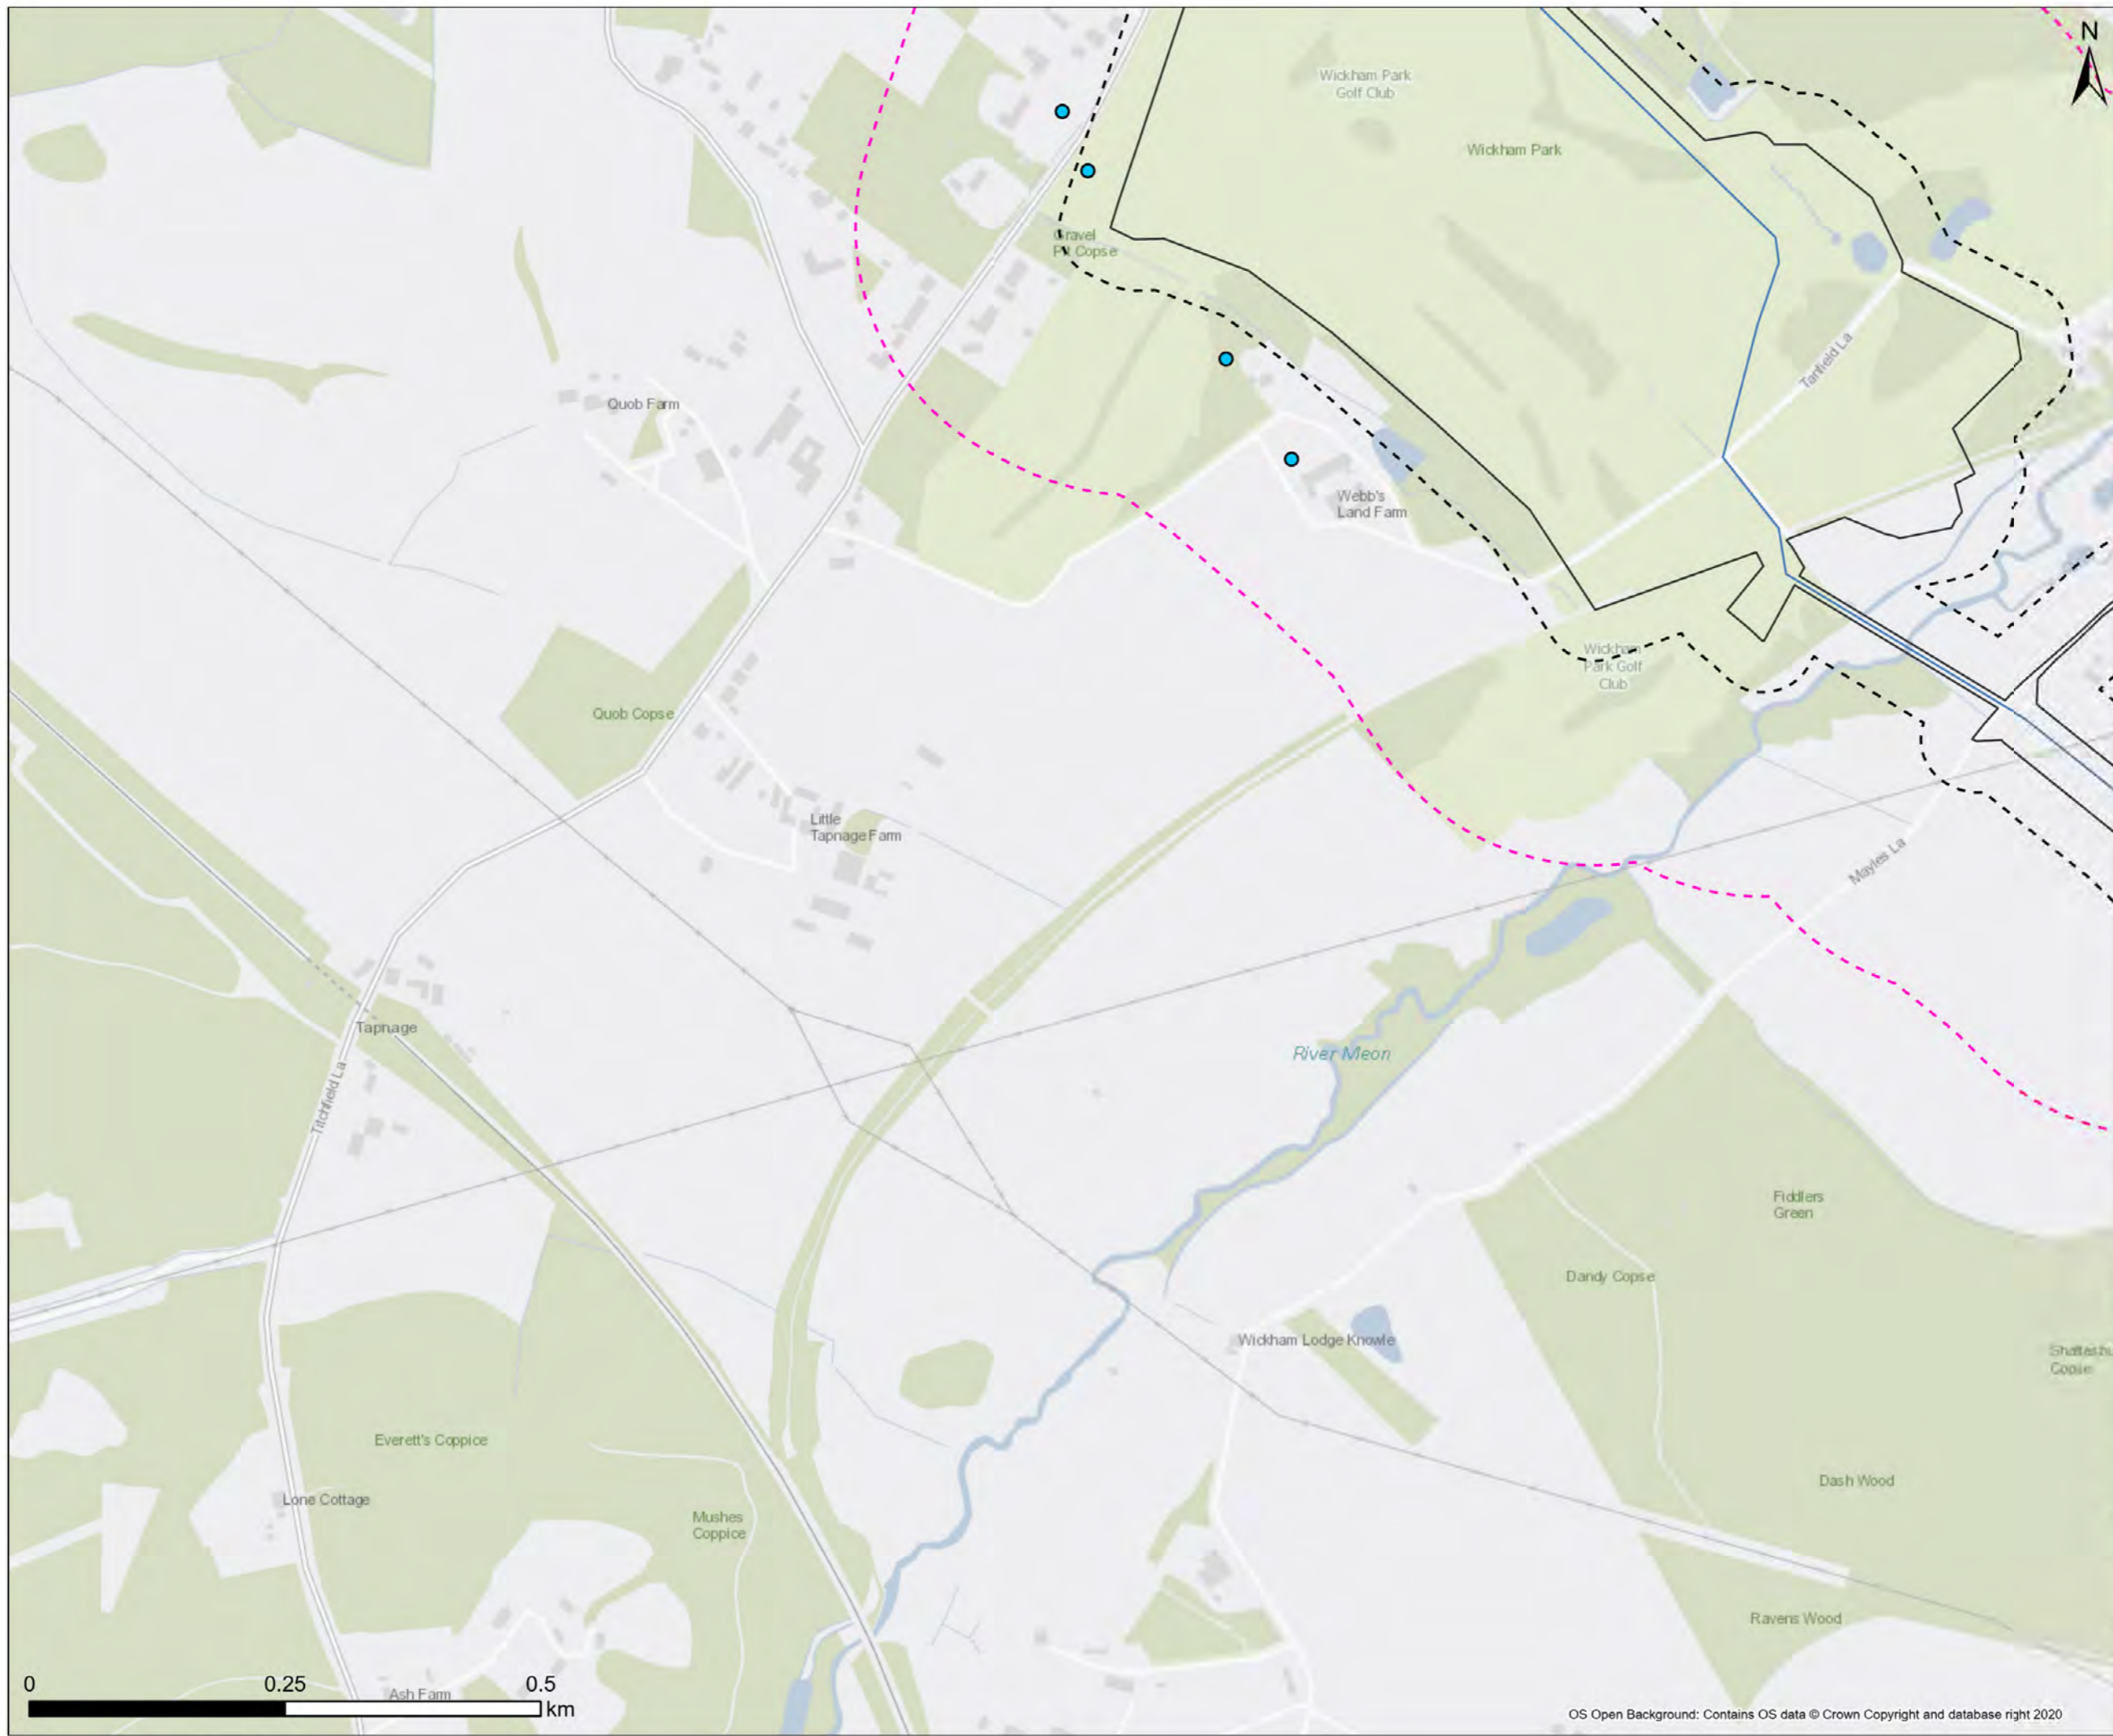 N
Wickham Park
Golf Club
Wickham Park
Gravel
Pit Copse
Tanfield La
Quob Farm
Webb's
Land Farm
Wickham
Park Golf
Club
Quob Copse
Little
Tapnage Farm
Mayles La
Tapnage
River Meon
Titchfield La
Fiddlers
Green
Dandy Copse
Wickham Lodge Knowle
Copse
Everett's Coppice
Dash Wood
Lone Cottage
Mushes
Coppice
Ravens Wood
Ash Farm
0 0.25 0.5
km
OS Open Background: Contains OS data © Crown Copyright and database right 2020